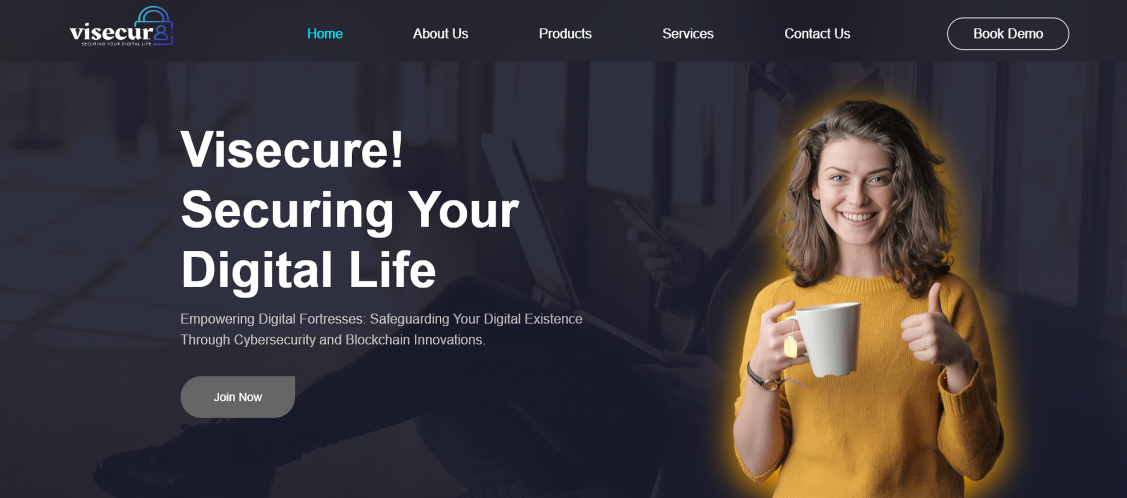 visecur8
SECURING YOUR DIGITAL LIFE
Home
About Us
Products
Services
Contact Us
Book Demo
Visecure!
Securing Your
Digital Life
Empowering Digital Fortresses: Safeguarding Your Digital Existence
Through Cybersecurity and Blockchain Innovations.
Join Now